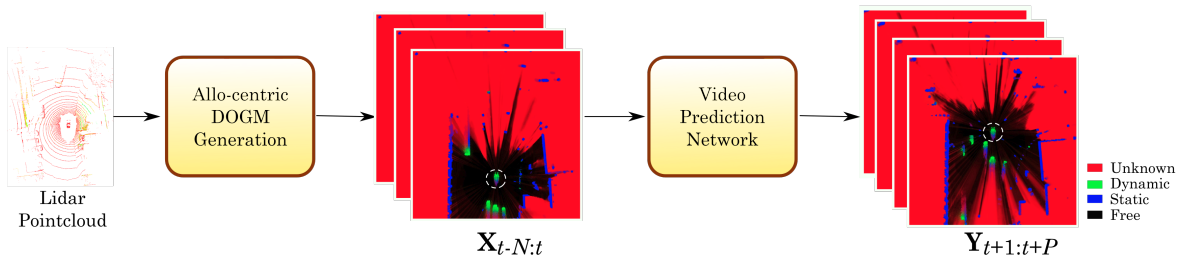 Lidar
Pointcloud
Allo-centric
DOGM
Generation
X_{t-N:t}
Video
Prediction
Network
Y_{t+1:t+P}
Unknown
Dynamic
Static
Free